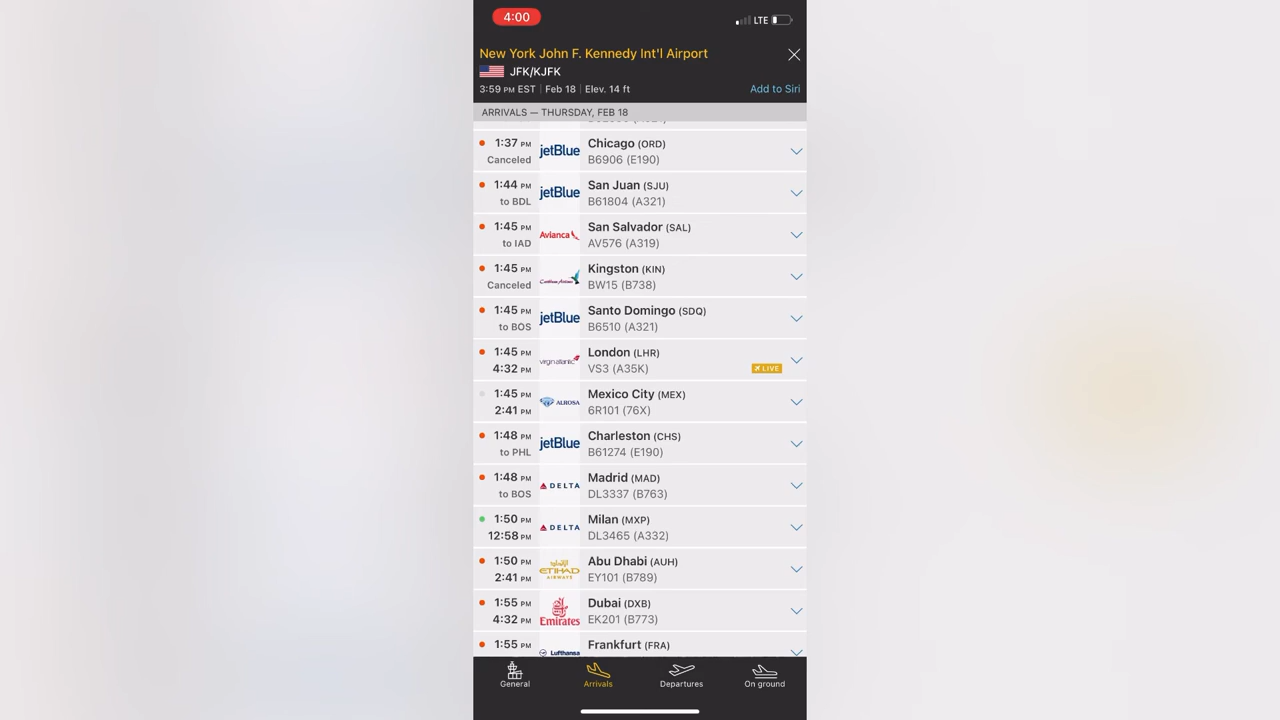 4:00
LTE
New York John F. Kennedy Int'l Airport
JFK/KJFK
3:59 PM EST | Feb 18 | Elev. 14 ft
Add to Siri
ARRIVALS — THURSDAY, FEB 18
1:37 PM jetBlue Chicago (ORD)
Canceled B6906 (E190)
1:44 PM jetBlue San Juan (SJU)
to BDL B61804 (A321)
1:45 PM Avianca San Salvador (SAL)
to IAD AV576 (A319)
1:45 PM Kingston (KIN)
Canceled Caribbean Airlines BW15 (B738)
1:45 PM jetBlue Santo Domingo (SDQ)
to BOS B6510 (A321)
1:45 PM virgin atlantic London (LHR)
4:32 PM VS3 (A35K) LIVE
1:45 PM ALROSA Mexico City (MEX)
2:41 PM 6R101 (76X)
1:48 PM jetBlue Charleston (CHS)
to PHL B61274 (E190)
1:48 PM DELTA Madrid (MAD)
to BOS DL3337 (B763)
1:50 PM DELTA Milan (MXP)
12:58 PM DL3465 (A332)
1:50 PM ETIHAD AIRWAYS Abu Dhabi (AUH)
2:41 PM EY101 (B789)
1:55 PM Emirates Dubai (DXB)
4:32 PM EK201 (B773)
1:55 PM Lufthansa Frankfurt (FRA)
General
Arrivals
Departures
On ground